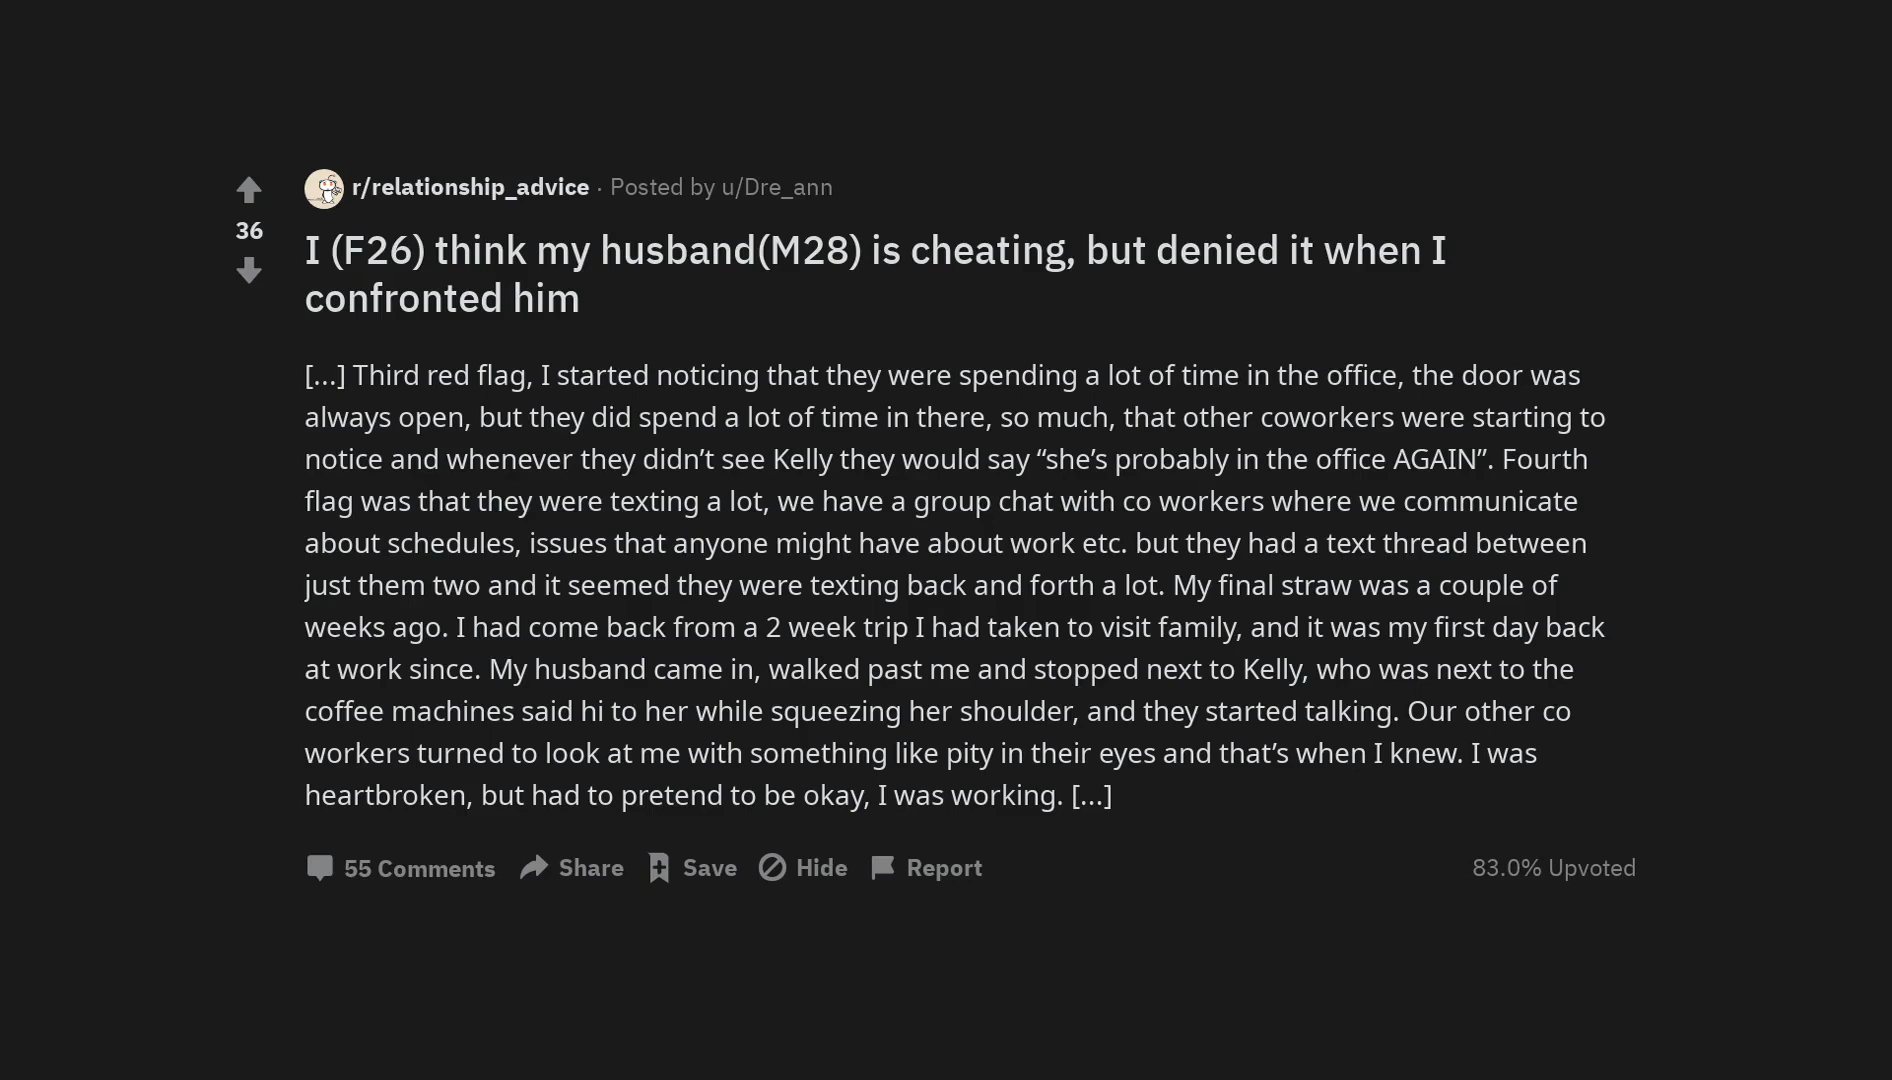 r/relationship_advice · Posted by u/Dre_ann
36
I (F26) think my husband(M28) is cheating, but denied it when I
confronted him
[...] Third red flag, I started noticing that they were spending a lot of time in the office, the door was
always open, but they did spend a lot of time in there, so much, that other coworkers were starting to
notice and whenever they didn’t see Kelly they would say “she’s probably in the office AGAIN”. Fourth
flag was that they were texting a lot, we have a group chat with co workers where we communicate
about schedules, issues that anyone might have about work etc. but they had a text thread between
just them two and it seemed they were texting back and forth a lot. My final straw was a couple of
weeks ago. I had come back from a 2 week trip I had taken to visit family, and it was my first day back
at work since. My husband came in, walked past me and stopped next to Kelly, who was next to the
coffee machines said hi to her while squeezing her shoulder, and they started talking. Our other co
workers turned to look at me with something like pity in their eyes and that’s when I knew. I was
heartbroken, but had to pretend to be okay, I was working. [...]
55 Comments Share Save Hide Report 83.0% Upvoted